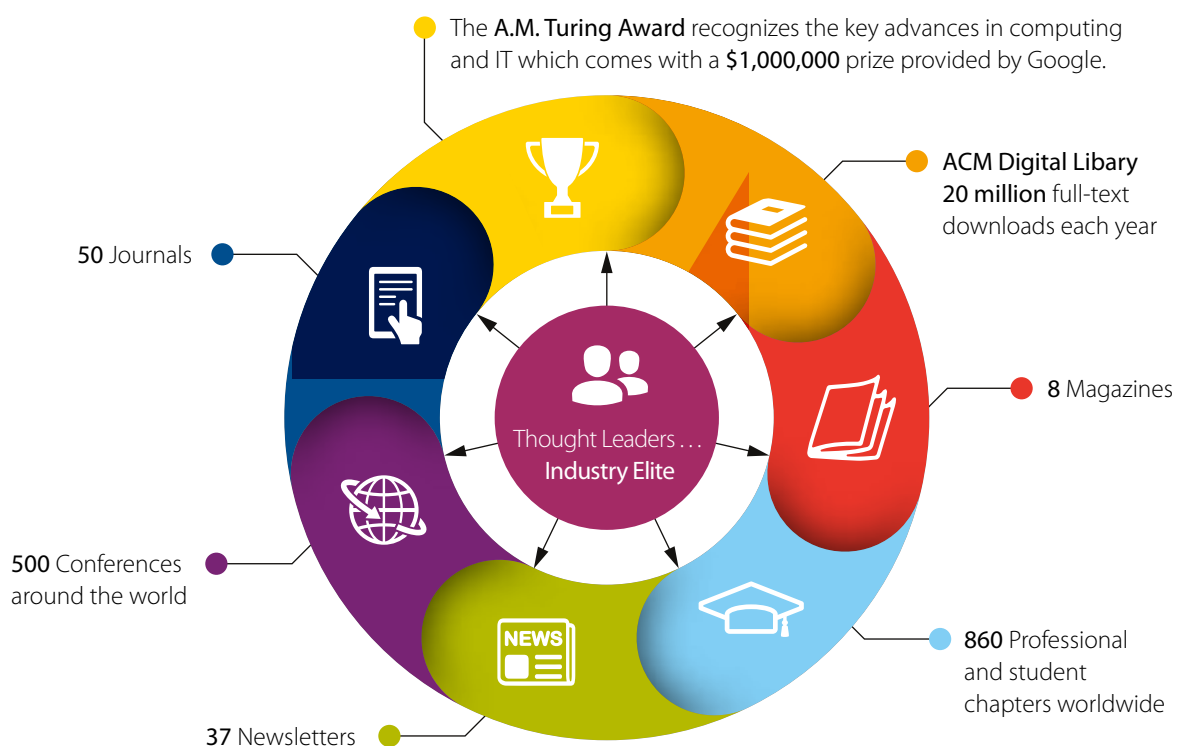 The A.M. Turing Award recognizes the key advances in computing
and IT which comes with a $1,000,000 prize provided by Google.
ACM Digital Libary
20 million full-text
downloads each year
50 Journals
8 Magazines
Thought Leaders...
Industry Elite
500 Conferences
around the world
NEWS
860 Professional
and student
chapters worldwide
37 Newsletters